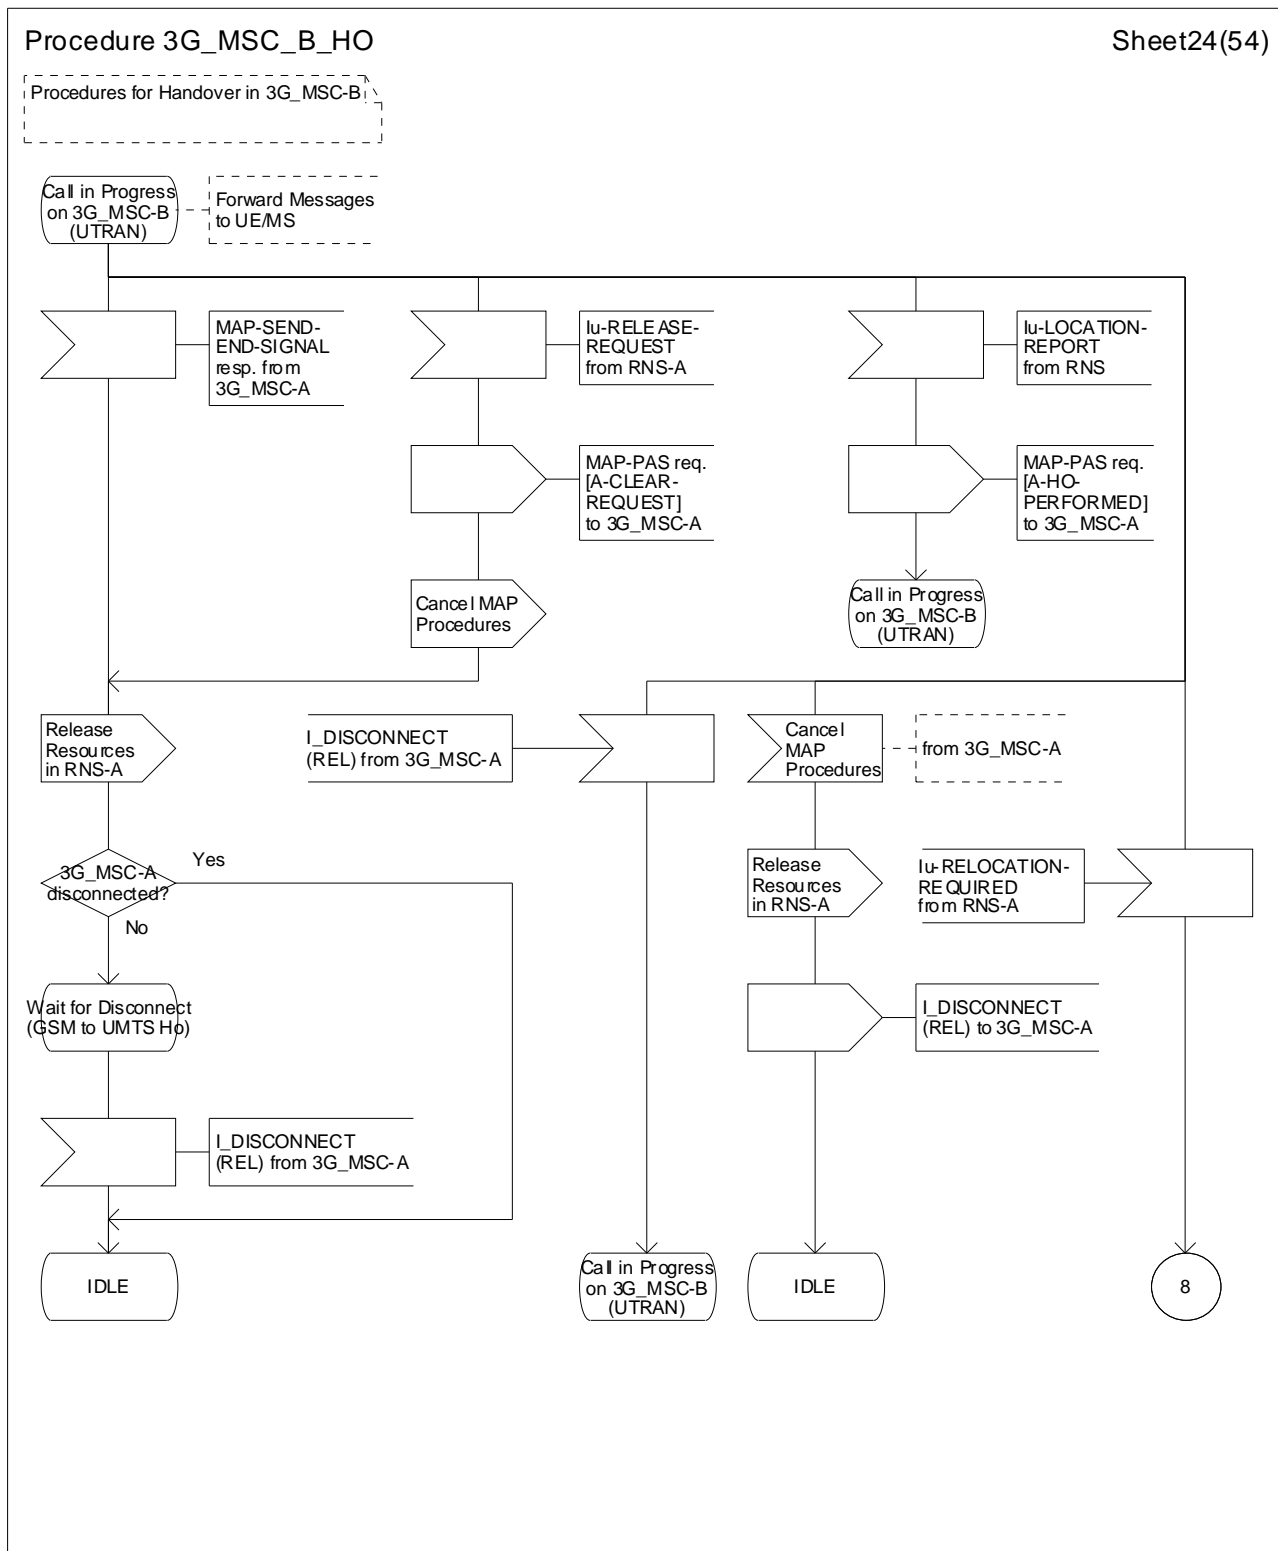 Procedure 3G_MSC_B_HO
Sheet24(54)
Procedures for Handover in 3G_MSC-B
Call in Progress
on 3G_MSC-B
(UTRAN)
Forward Messages
to UE/MS
MAP-SEND-
END-SIGNAL
resp. from
3G_MSC-A
Iu-RELEASE-
REQUEST
from RNS-A
Iu-LOCATION-
REPORT
from RNS
MAP-PAS req.
[A-CLEAR-
REQUEST]
to 3G_MSC-A
MAP-PAS req.
[A-HO-
PERFORMED]
to 3G_MSC-A
Cancel MAP
Procedures
Call in Progress
on 3G_MSC-B
(UTRAN)
Release
Resources
in RNS-A
I_DISCONNECT
(REL) from 3G_MSC-A
Cancel
MAP
Procedures
from 3G_MSC-A
3G_MSC-A
disconnected?
Yes
No
Release
Resources
in RNS-A
Iu-RELOCATION-
REQUIRED
from RNS-A
Wait for Disconnect
(GSM to UMTS Ho)
I_DISCONNECT
(REL) to 3G_MSC-A
I_DISCONNECT
(REL) from 3G_MSC-A
IDLE
Call in Progress
on 3G_MSC-B
(UTRAN)
IDLE
8